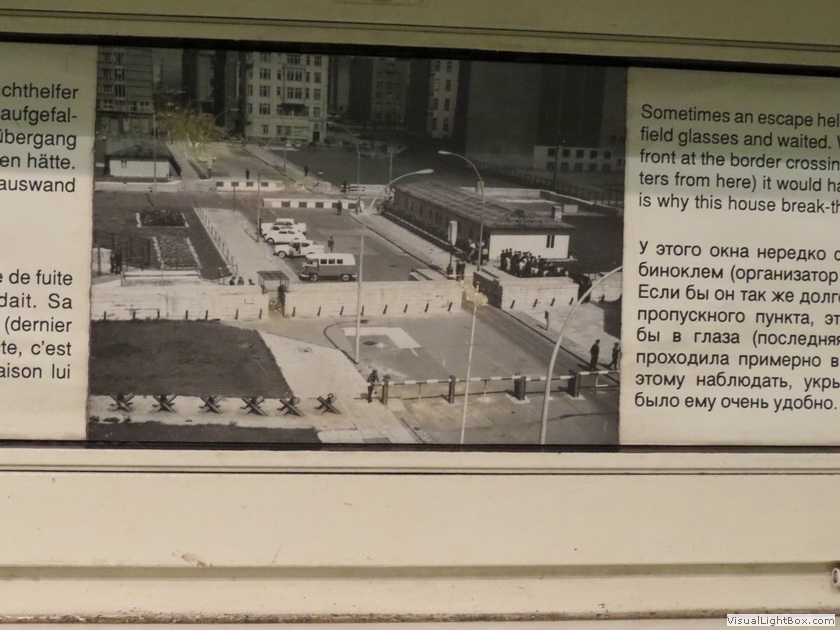 chthelfer
aufgefal-
übergang
en hätte.
auswand
e de fuite
dait. Sa
(dernier
te, c'est
aison lui
Sometimes an escape hel
field glasses and waited.
front at the border crossin
ters from here) it would ha
is why this house break-th
У этого окна нередко
биноклем (организатор
Если бы он так же долг
пропускного пункта, эт
бы в глаза (последняя
проходила примерно в
этому наблюдать, укры
было ему очень удобно.
VisualLightBox.com